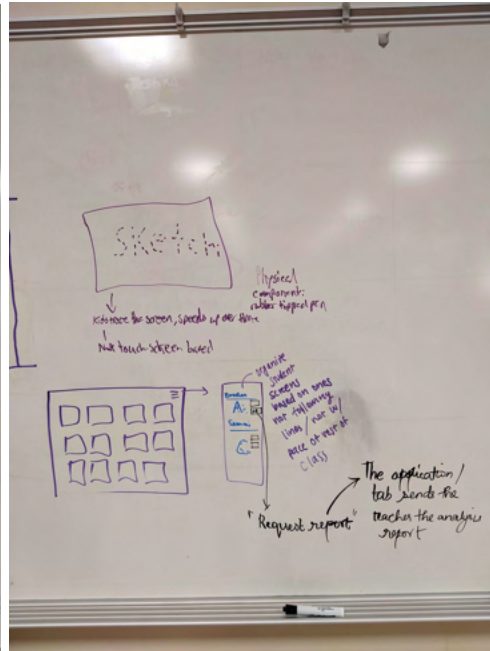 Sketch
Kids trace the screen, speeds up over time
Not touch-screen based
Physical
component:
rubber tipped pen
organize
student
screens
based on ones
not following
lines / not w/
pace of rest of
class
A:
C
"Request report"
The application/
tab sends the
teacher the analysis
report